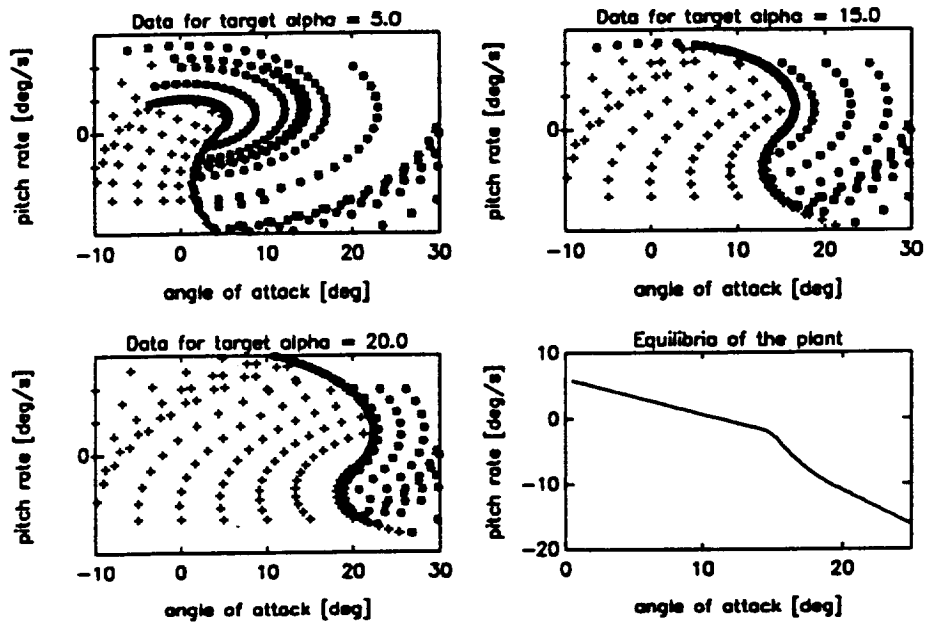 Data for target alpha = 5.0
pitch rate [deg/s]
0
-10 0 10 20 30
angle of attack [deg]
Data for target alpha = 15.0
pitch rate [deg/s]
0
-10 0 10 20 30
angle of attack [deg]
Data for target alpha = 20.0
pitch rate [deg/s]
0
-10 0 10 20 30
angle of attack [deg]
Equilibria of the plant
pitch rate [deg/s]
10
0
-10
-20
0 10 20
angle of attack [deg]